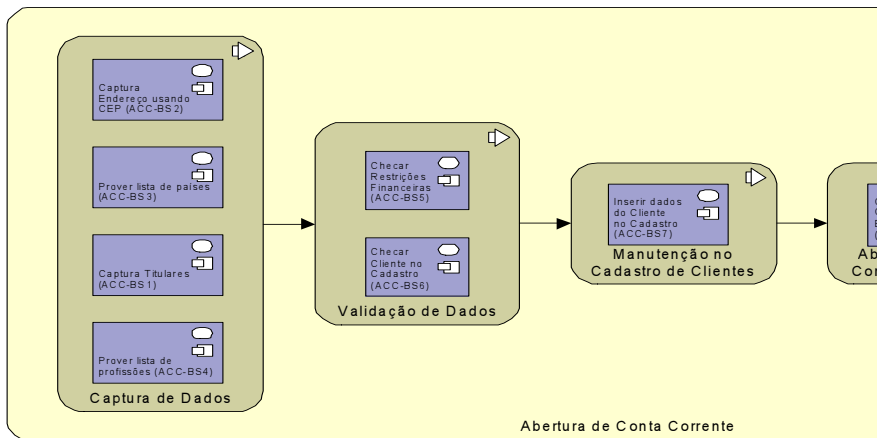 Captura
Endereço usando
CEP (ACC-BS2)
Prover lista de países
(ACC-BS3)
Captura Titulares
(ACC-BS1)
Prover lista de
profissões (ACC-BS4)
Captura de Dados
Checar
Restrições
Financeiras
(ACC-BS5)
Checar
Cliente no
Cadastro
(ACC-BS6)
Validação de Dados
Inserir dados
do Cliente
no Cadastro
(ACC-BS7)
Manutenção no
Cadastro de Clientes
Ab
Co
Abertura de Conta Corrente